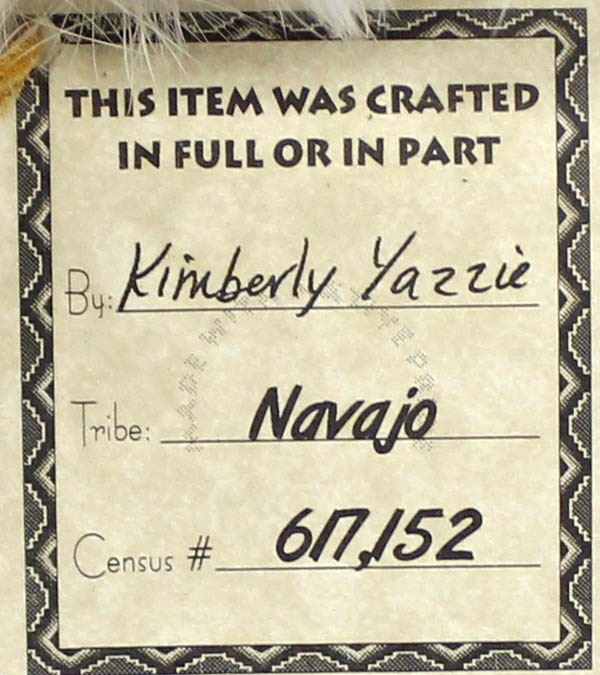 THIS ITEM WAS CRAFTED
IN FULL OR IN PART
By: Kimberly Yazzie
Tribe: Navajo
Census # 617,152